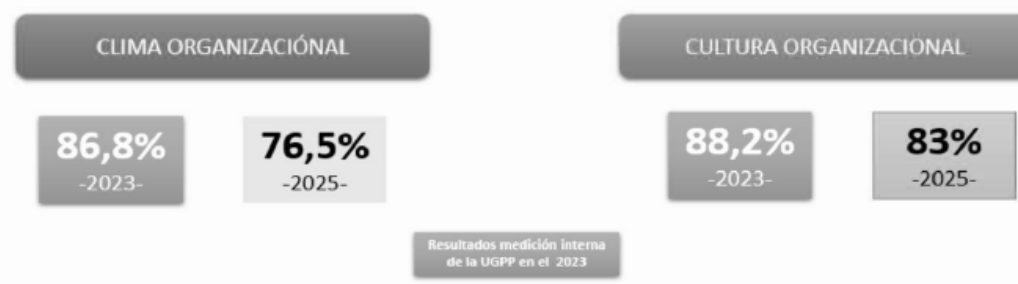 CLIMA ORGANIZACIÓNAL
86,8%
-2023-
76,5%
-2025-
CULTURA ORGANIZACIONAL
88,2%
-2023-
83%
-2025-
Resultados medición interna
de la UGPP en el 2023